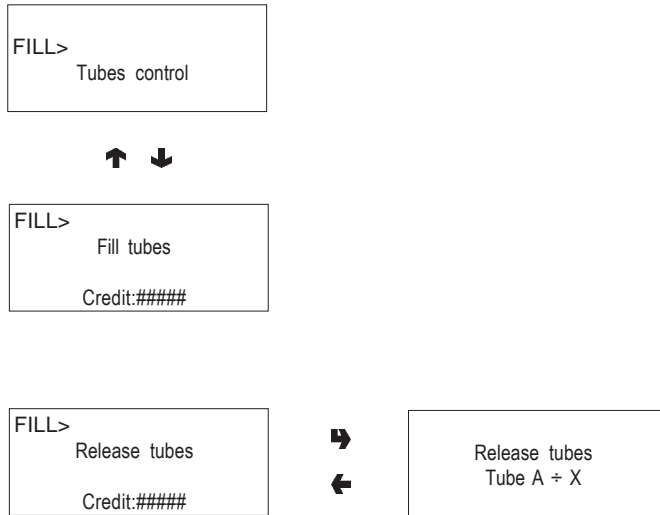 FILL>
Tubes control
FILL>
Fill tubes
Credit:#####
FILL>
Release tubes
Credit:#####
Release tubes
Tube A ÷ X